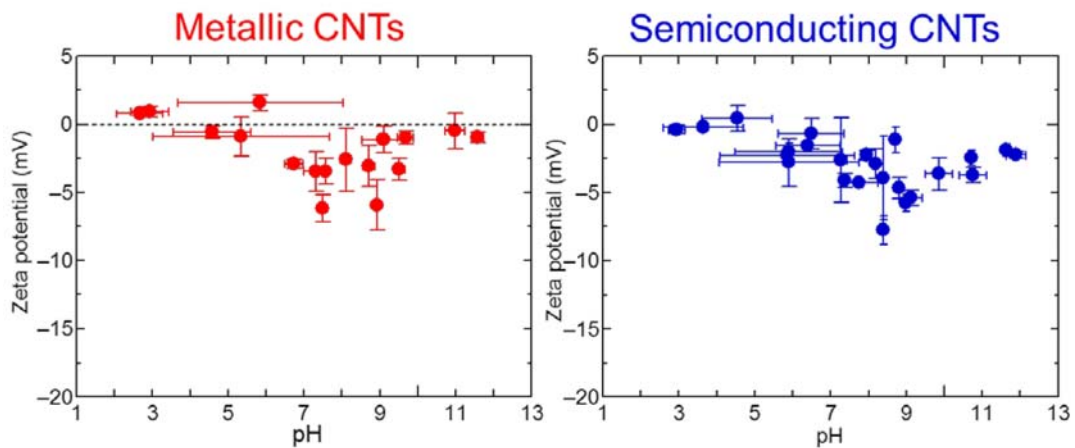 Metallic CNTs
Semiconducting CNTs
Zeta potential (mV)
5
0
−5
−10
−15
−20
1 3 5 7 9 11 13
pH
Zeta potential (mV)
5
0
−5
−10
−15
−20
1 3 5 7 9 11 13
pH